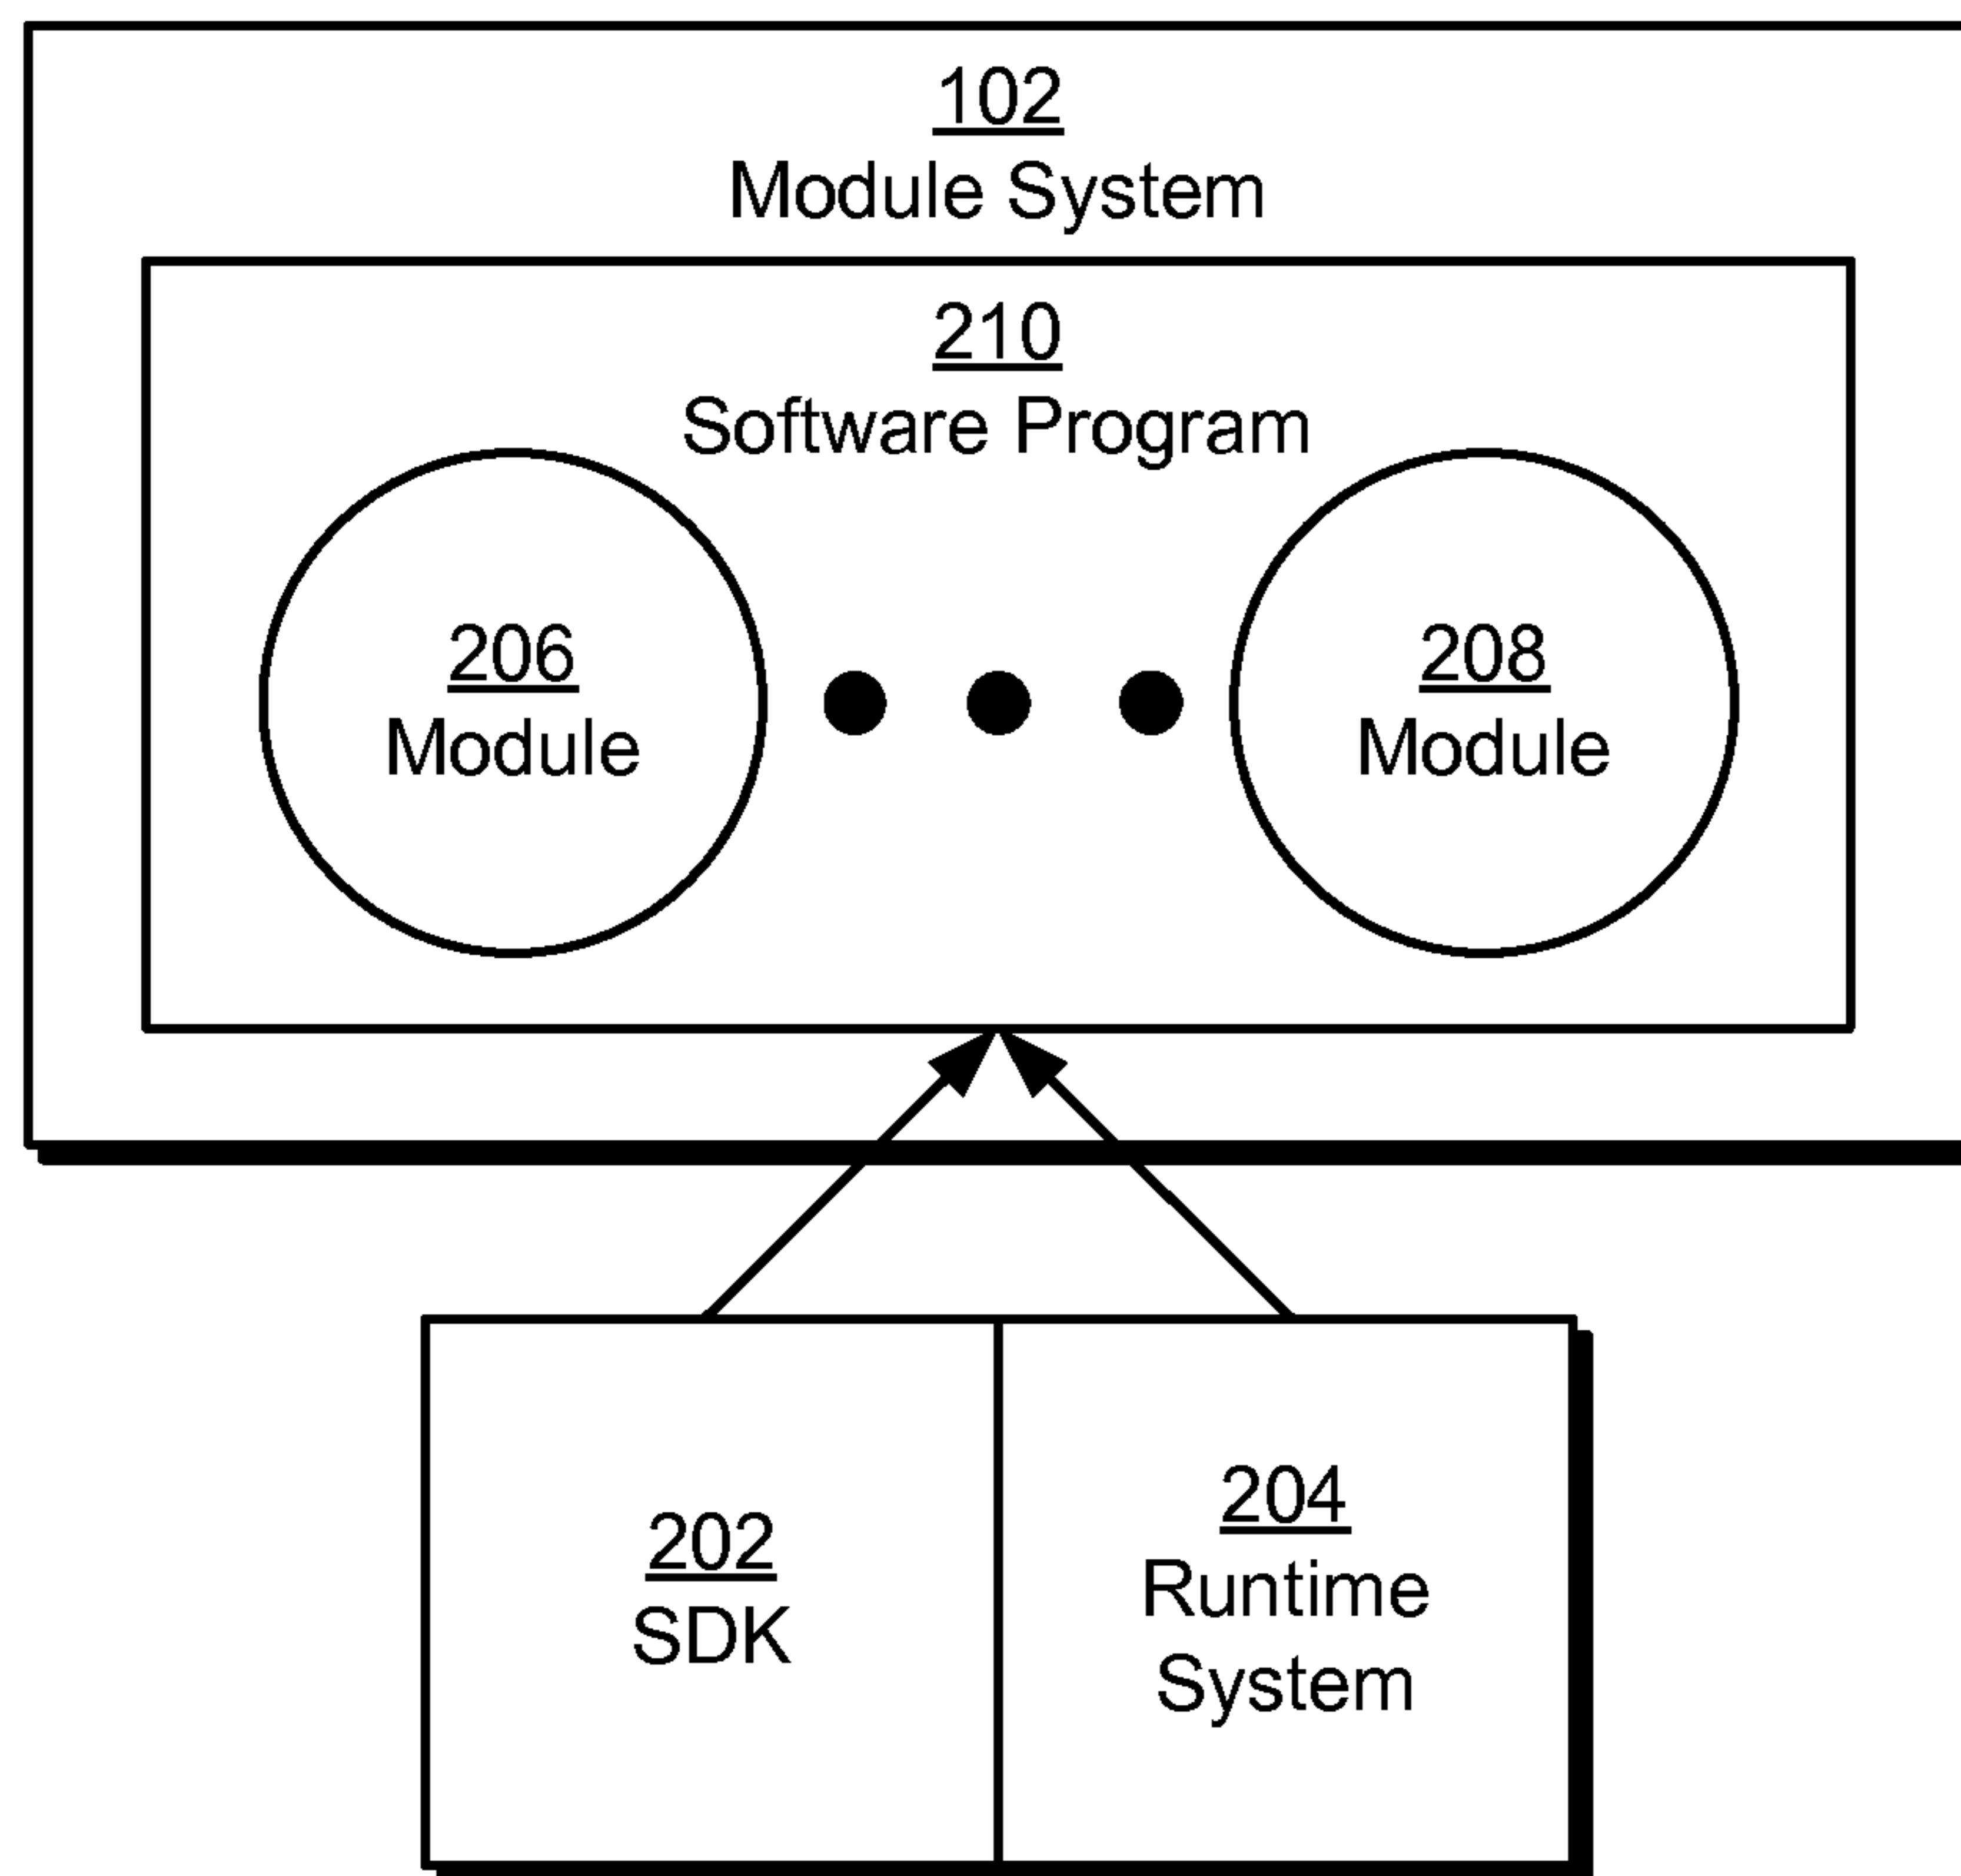 102
Module System
210
Software Program
206
Module
208
Module
202
SDK
204
Runtime
System